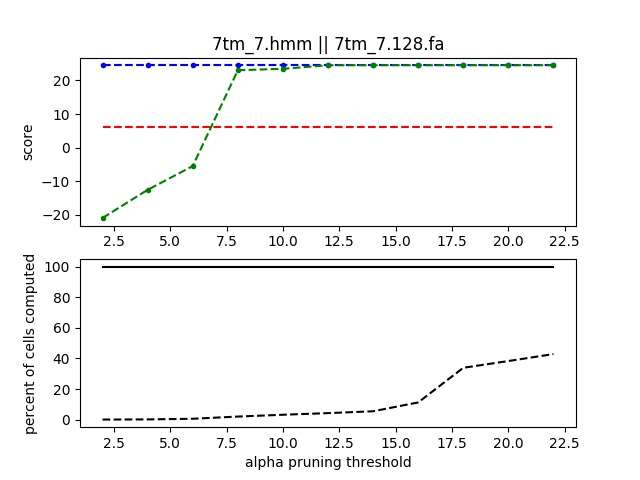 7tm_7.hmm || 7tm_7.128.fa
score
20
10
0
−10
−20
2.5 5.0 7.5 10.0 12.5 15.0 17.5 20.0 22.5
percent of cells computed
100
80
60
40
20
0
2.5 5.0 7.5 10.0 12.5 15.0 17.5 20.0 22.5
alpha pruning threshold